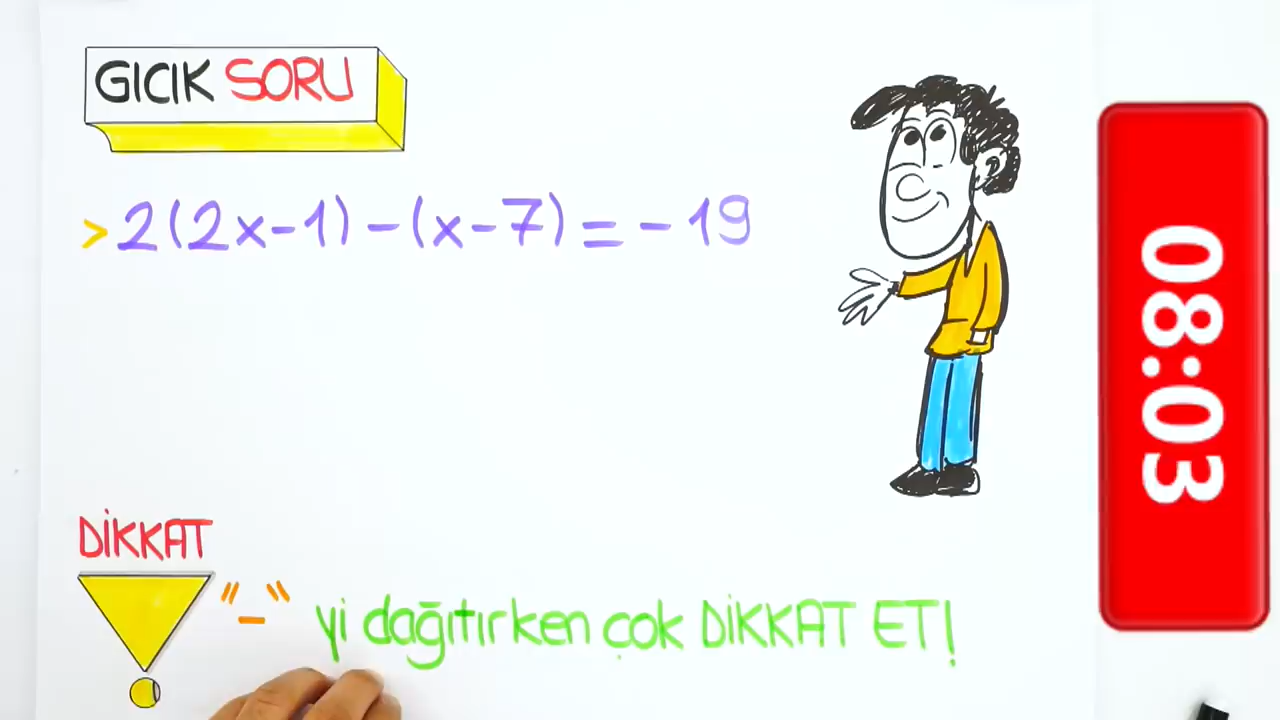 GICIK SORU
> 2(2x-1)-(x-7)=-19
08:03
DİKKAT
"-" yi dağıtırken çok DİKKAT ET!